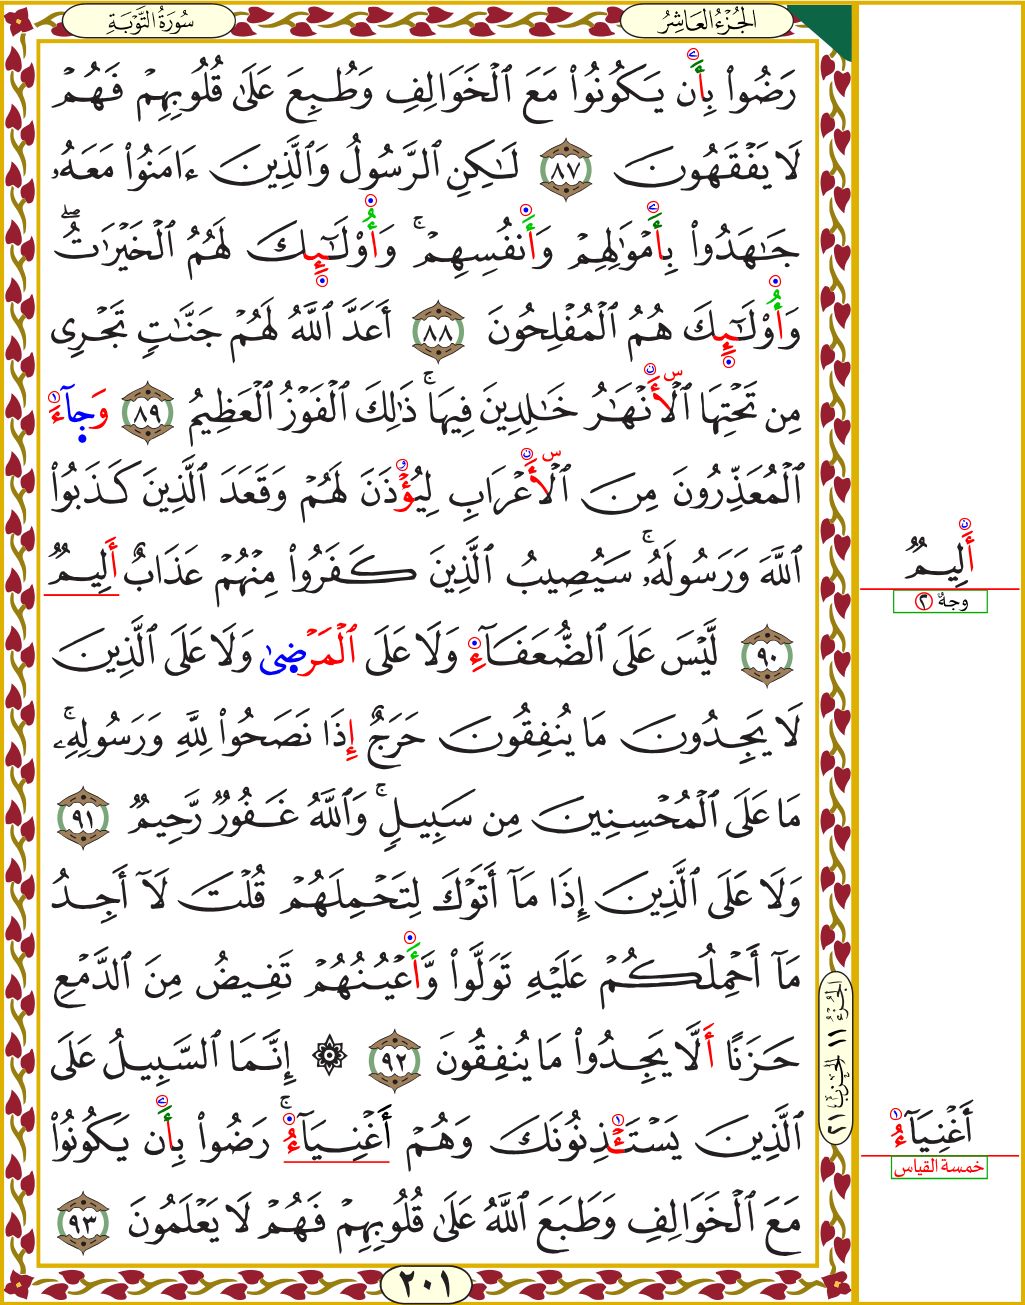 الجُزْءُ العَاشِرُ
سُورَةُ التَّوْبَةِ
رَضُوا۟ بِأَن يَكُونُوا۟ مَعَ ٱلْخَوَالِفِ وَطُبِعَ عَلَىٰ قُلُوبِهِمْ فَهُمْ
لَا يَفْقَهُونَ ٨٧ لَٰكِنِ ٱلرَّسُولُ وَٱلَّذِينَ ءَامَنُوا۟ مَعَهُۥ
جَٰهَدُوا۟ بِأَمْوَٰلِهِمْ وَأَنفُسِهِمْ ۚ وَأُو۟لَٰٓئِكَ لَهُمُ ٱلْخَيْرَٰتُ ۖ
وَأُو۟لَٰٓئِكَ هُمُ ٱلْمُفْلِحُونَ ٨٨ أَعَدَّ ٱللَّهُ لَهُمْ جَنَّٰتٍ تَجْرِى
مِن تَحْتِهَا ٱلْأَنْهَٰرُ خَٰلِدِينَ فِيهَا ۚ ذَٰلِكَ ٱلْفَوْزُ ٱلْعَظِيمُ ٨٩ وَجَآءَ
ٱلْمُعَذِّرُونَ مِنَ ٱلْأَعْرَابِ لِيُؤْذَنَ لَهُمْ وَقَعَدَ ٱلَّذِينَ كَذَبُوا۟
ٱللَّهَ وَرَسُولَهُۥ ۚ سَيُصِيبُ ٱلَّذِينَ كَفَرُوا۟ مِنْهُمْ عَذَابٌ أَلِيمٌ
٩٠ لَّيْسَ عَلَى ٱلضُّعَفَآءِ وَلَا عَلَى ٱلْمَرْضَىٰ وَلَا عَلَى ٱلَّذِينَ
لَا يَجِدُونَ مَا يُنفِقُونَ حَرَجٌ إِذَا نَصَحُوا۟ لِلَّهِ وَرَسُولِهِۦ ۚ
مَا عَلَى ٱلْمُحْسِنِينَ مِن سَبِيلٍ ۚ وَٱللَّهُ غَفُورٌ رَّحِيمٌ ٩١
وَلَا عَلَى ٱلَّذِينَ إِذَا مَآ أَتَوْكَ لِتَحْمِلَهُمْ قُلْتَ لَآ أَجِدُ
مَآ أَحْمِلُكُمْ عَلَيْهِ تَوَلَّوا۟ وَّأَعْيُنُهُمْ تَفِيضُ مِنَ ٱلدَّمْعِ
حَزَنًا أَلَّا يَجِدُوا۟ مَا يُنفِقُونَ ٩٢ ۞ إِنَّمَا ٱلسَّبِيلُ عَلَى
ٱلَّذِينَ يَسْتَـْٔذِنُونَكَ وَهُمْ أَغْنِيَآءُ ۚ رَضُوا۟ بِأَن يَكُونُوا۟
مَعَ ٱلْخَوَالِفِ وَطَبَعَ ٱللَّهُ عَلَىٰ قُلُوبِهِمْ فَهُمْ لَا يَعْلَمُونَ ٩٣
٢٠١
أَلِيمٌ
وجهٌ ٢
الجُزْءُ ١١ الحِزْبُ ٢١
أَغْنِيَآءُ
خمسة القياس